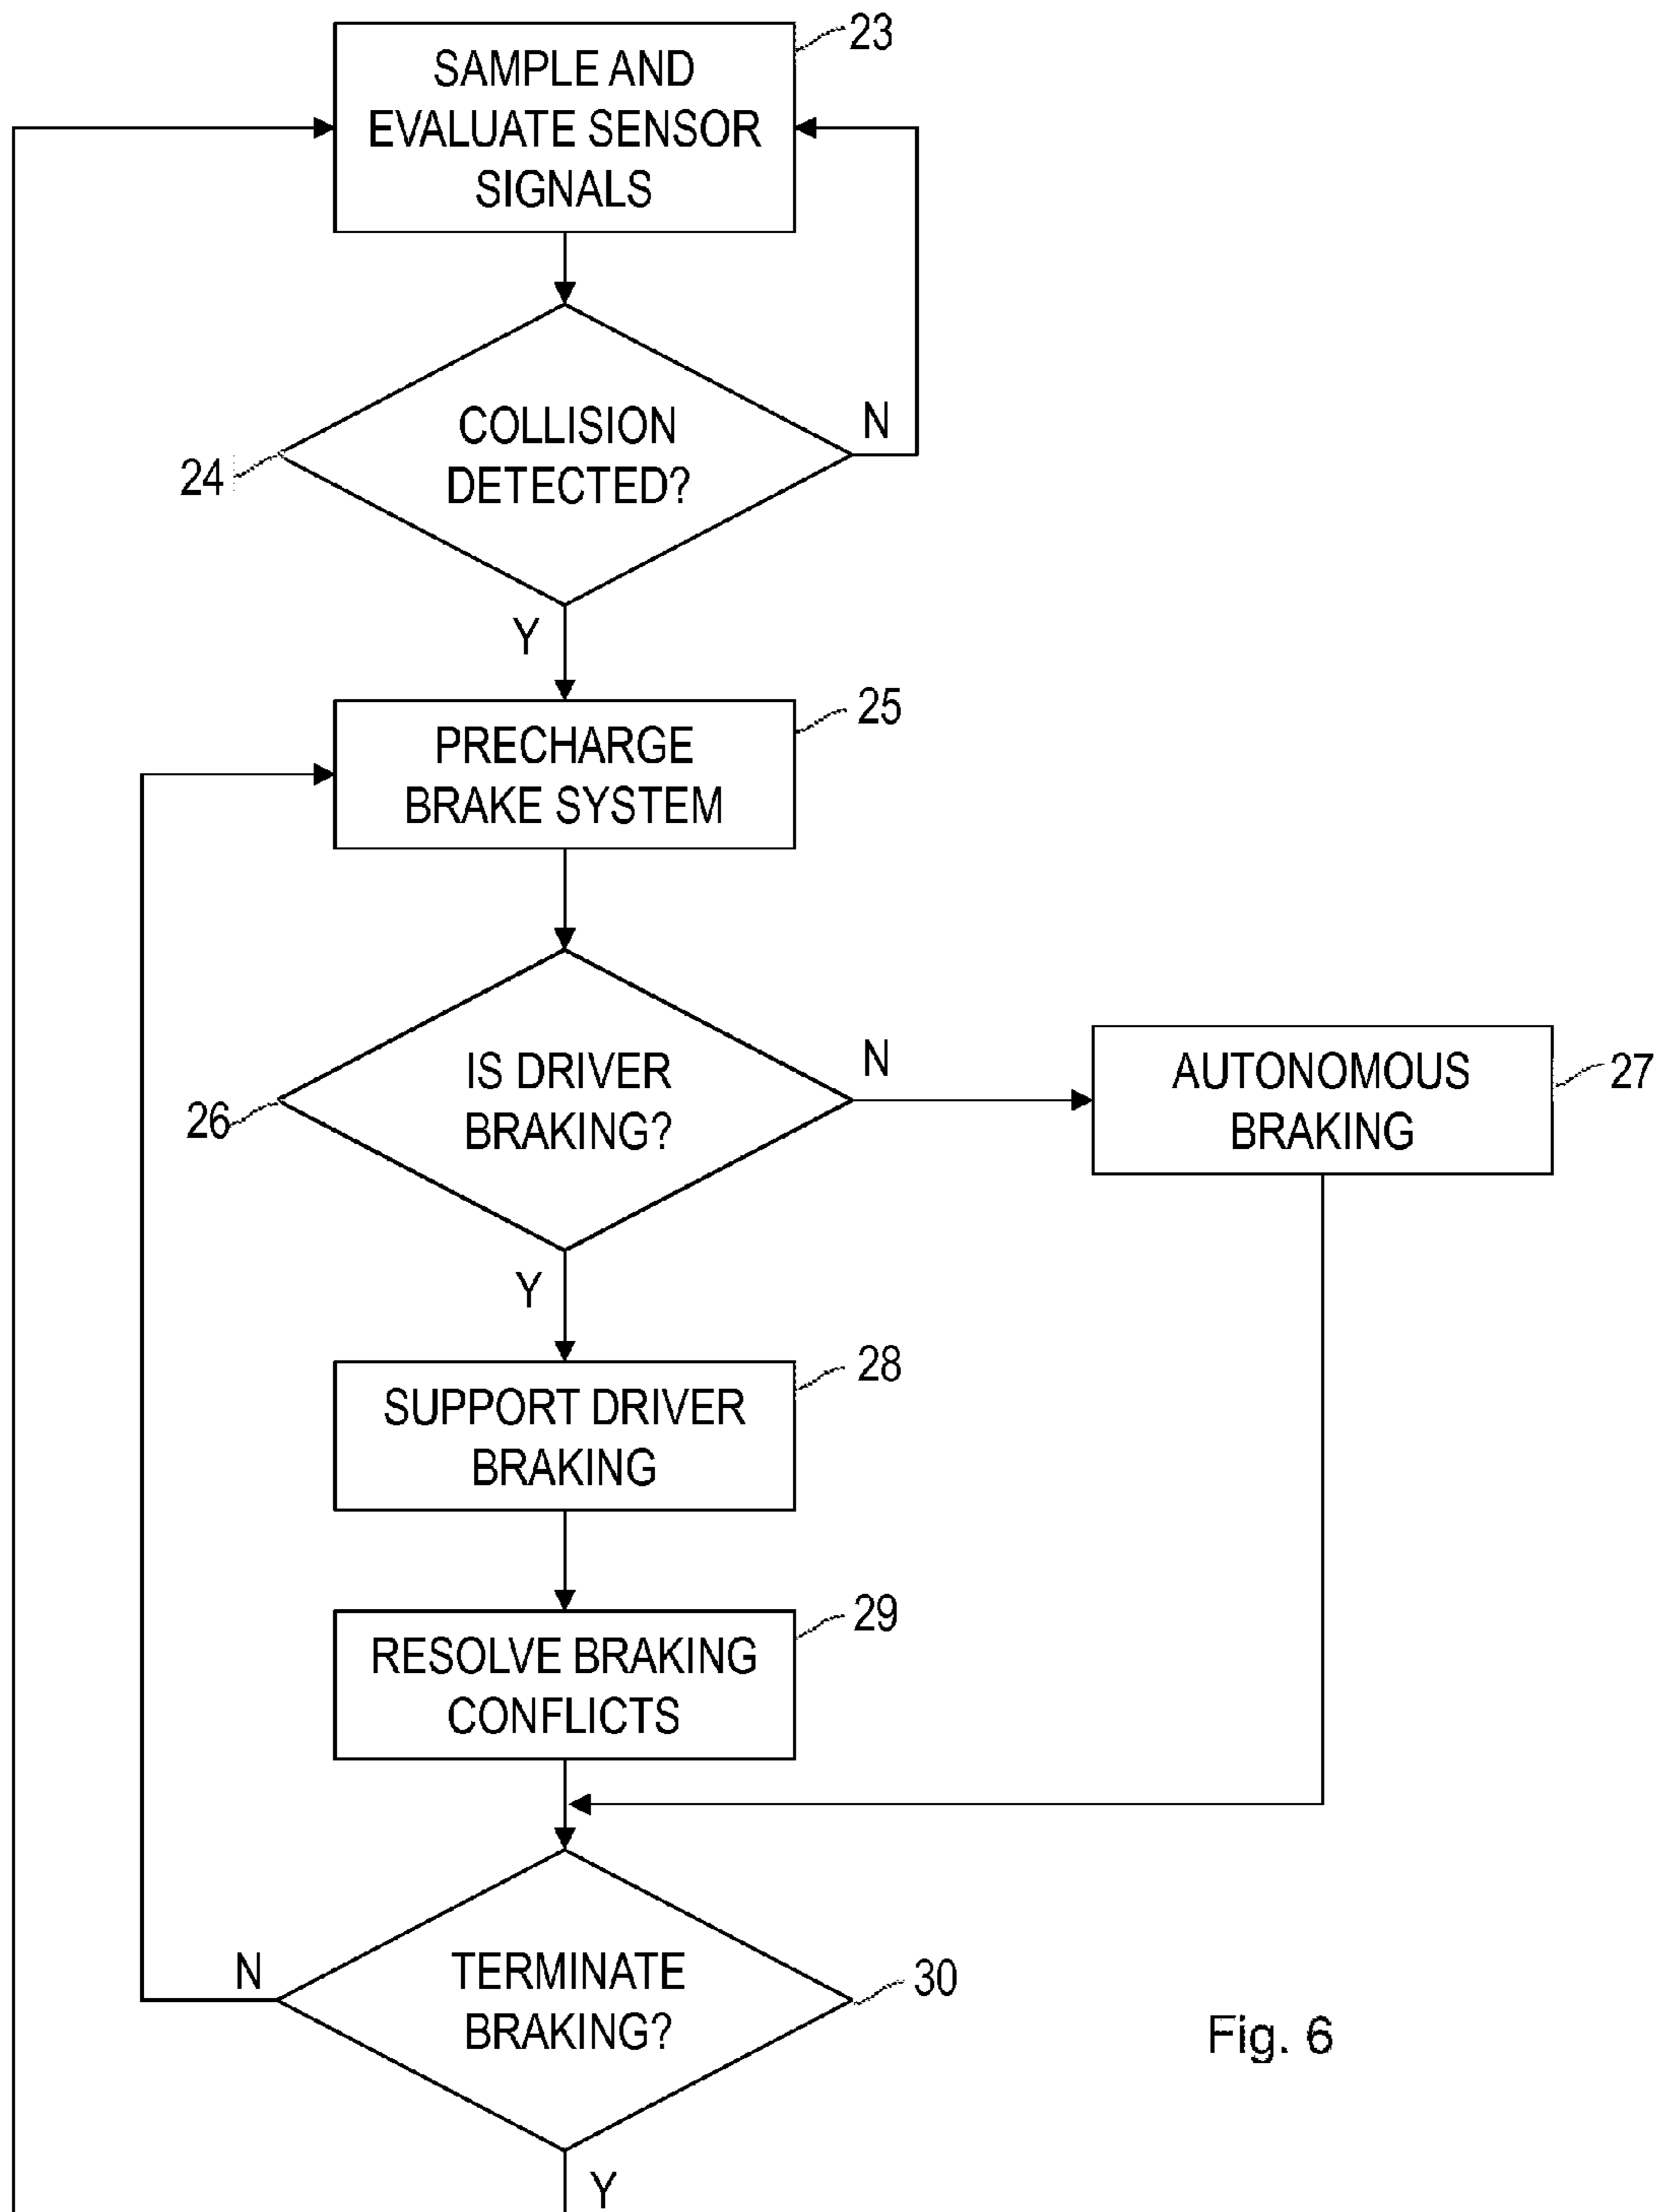 23
SAMPLE AND
EVALUATE SENSOR
SIGNALS
24
COLLISION
DETECTED?
N
Y
25
PRECHARGE
BRAKE SYSTEM
26
IS DRIVER
BRAKING?
N
AUTONOMOUS
BRAKING
27
Y
28
SUPPORT DRIVER
BRAKING
29
RESOLVE BRAKING
CONFLICTS
N
TERMINATE
BRAKING?
30
Fig. 6
Y